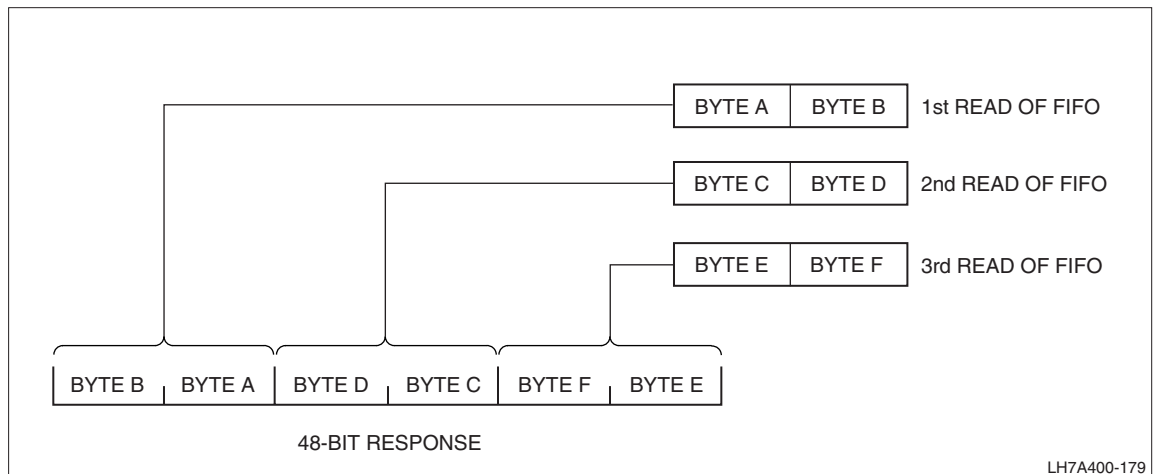 BYTE A BYTE B 1st READ OF FIFO
BYTE C BYTE D 2nd READ OF FIFO
BYTE E BYTE F 3rd READ OF FIFO
BYTE B BYTE A BYTE D BYTE C BYTE F BYTE E
48-BIT RESPONSE
LH7A400-179